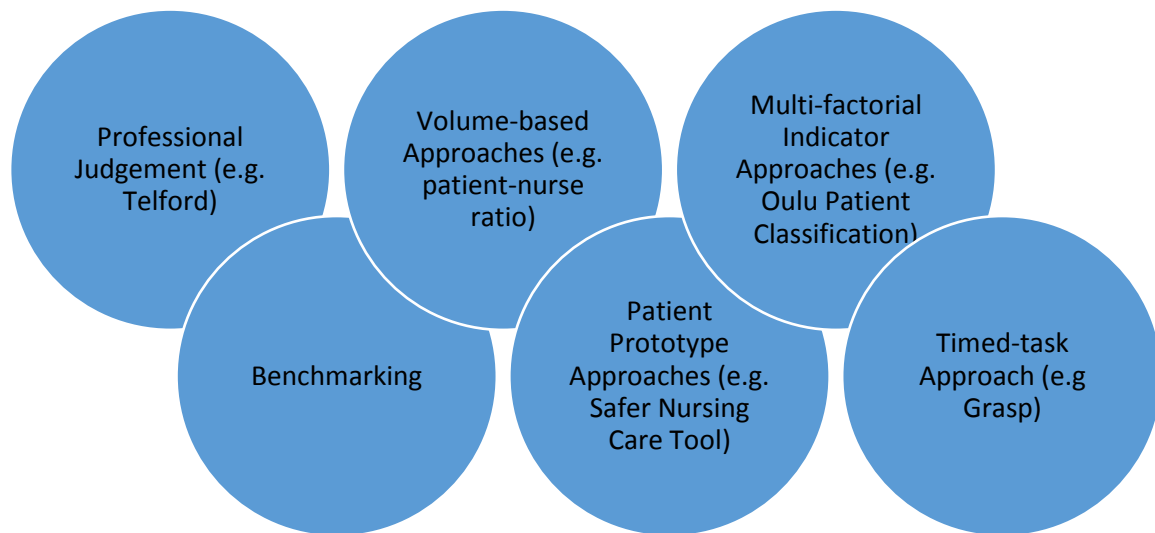 Professional
Judgement (e.g.
Telford)
Benchmarking
Volume-based
Approaches (e.g.
patient-nurse
ratio)
Patient
Prototype
Approaches (e.g.
Safer Nursing
Care Tool)
Multi-factorial
Indicator
Approaches (e.g.
Oulu Patient
Classification)
Timed-task
Approach (e.g
Grasp)